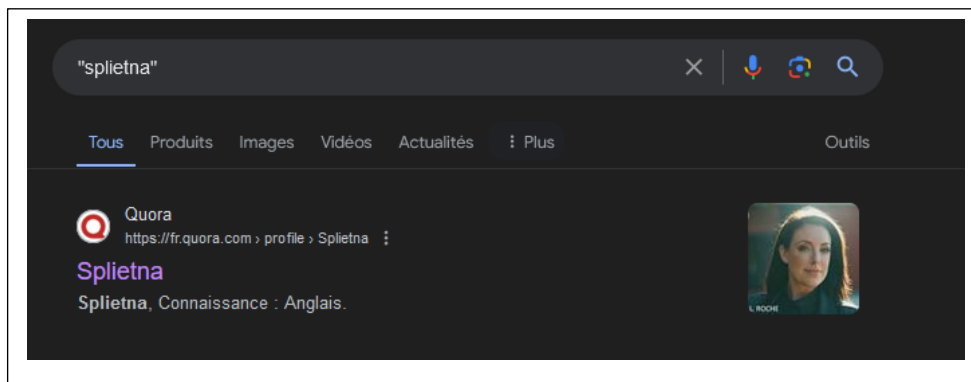 "splietna"
Tous Produits Images Vidéos Actualités ⋮ Plus Outils
Quora
https://fr.quora.com › profile › Splietna ⋮
Splietna
Splietna, Connaissance : Anglais.
L ROCHE